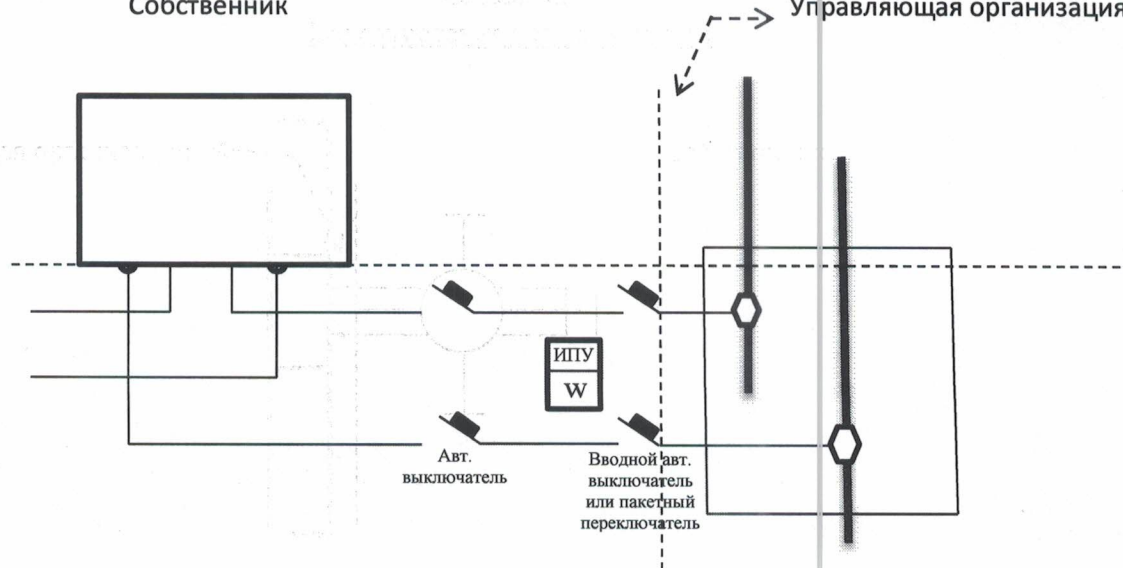 Собственник
Управляющая организация
ИПУ
W
Авт.
выключатель
Вводной авт.
выключатель
или пакетный
переключатель